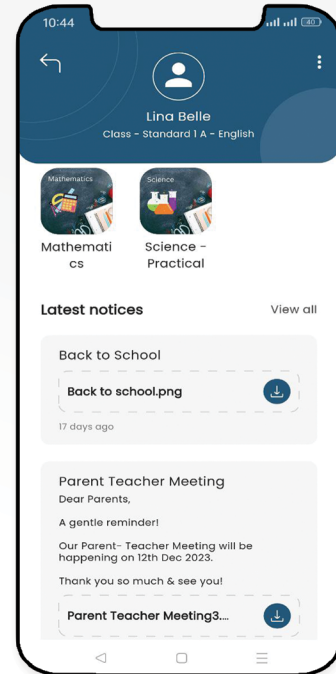 10:44
40
Lina Belle
Class - Standard 1 A - English
Mathematics
Science
Mathemati
cs
Science -
Practical
Latest notices
View all
Back to School
Back to school.png
17 days ago
Parent Teacher Meeting
Dear Parents,
A gentle reminder!
Our Parent- Teacher Meeting will be
happening on 12th Dec 2023.
Thank you so much & see you!
Parent Teacher Meeting3....